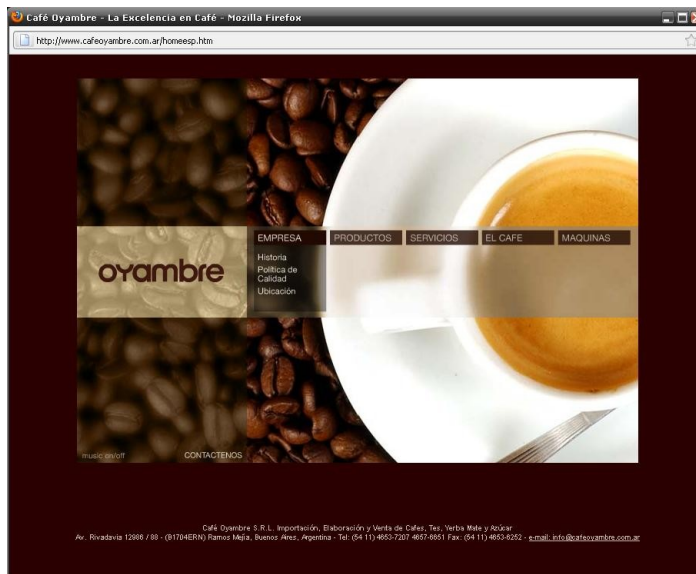 Café Oyambre - La Excelencia en Café - Mozilla Firefox
http://www.cafeoyambre.com.ar/homeesp.htm
oyambre
EMPRESA PRODUCTOS SERVICIOS EL CAFE MAQUINAS
Historia
Política de
Calidad
Ubicación
music on/off CONTACTENOS
Café Oyambre S.R.L. Importación, Elaboración y Venta de Cafes, Tes, Yerba Mate y Azúcar
Av. Rivadavia 12986 / 88 - (B1704ERN) Ramos Mejia, Buenos Aires, Argentina - Tel: (54 11) 4653-7207 4657-6651 Fax: (54 11) 4653-6252 - e-mail: info@cafeoyambre.com.ar